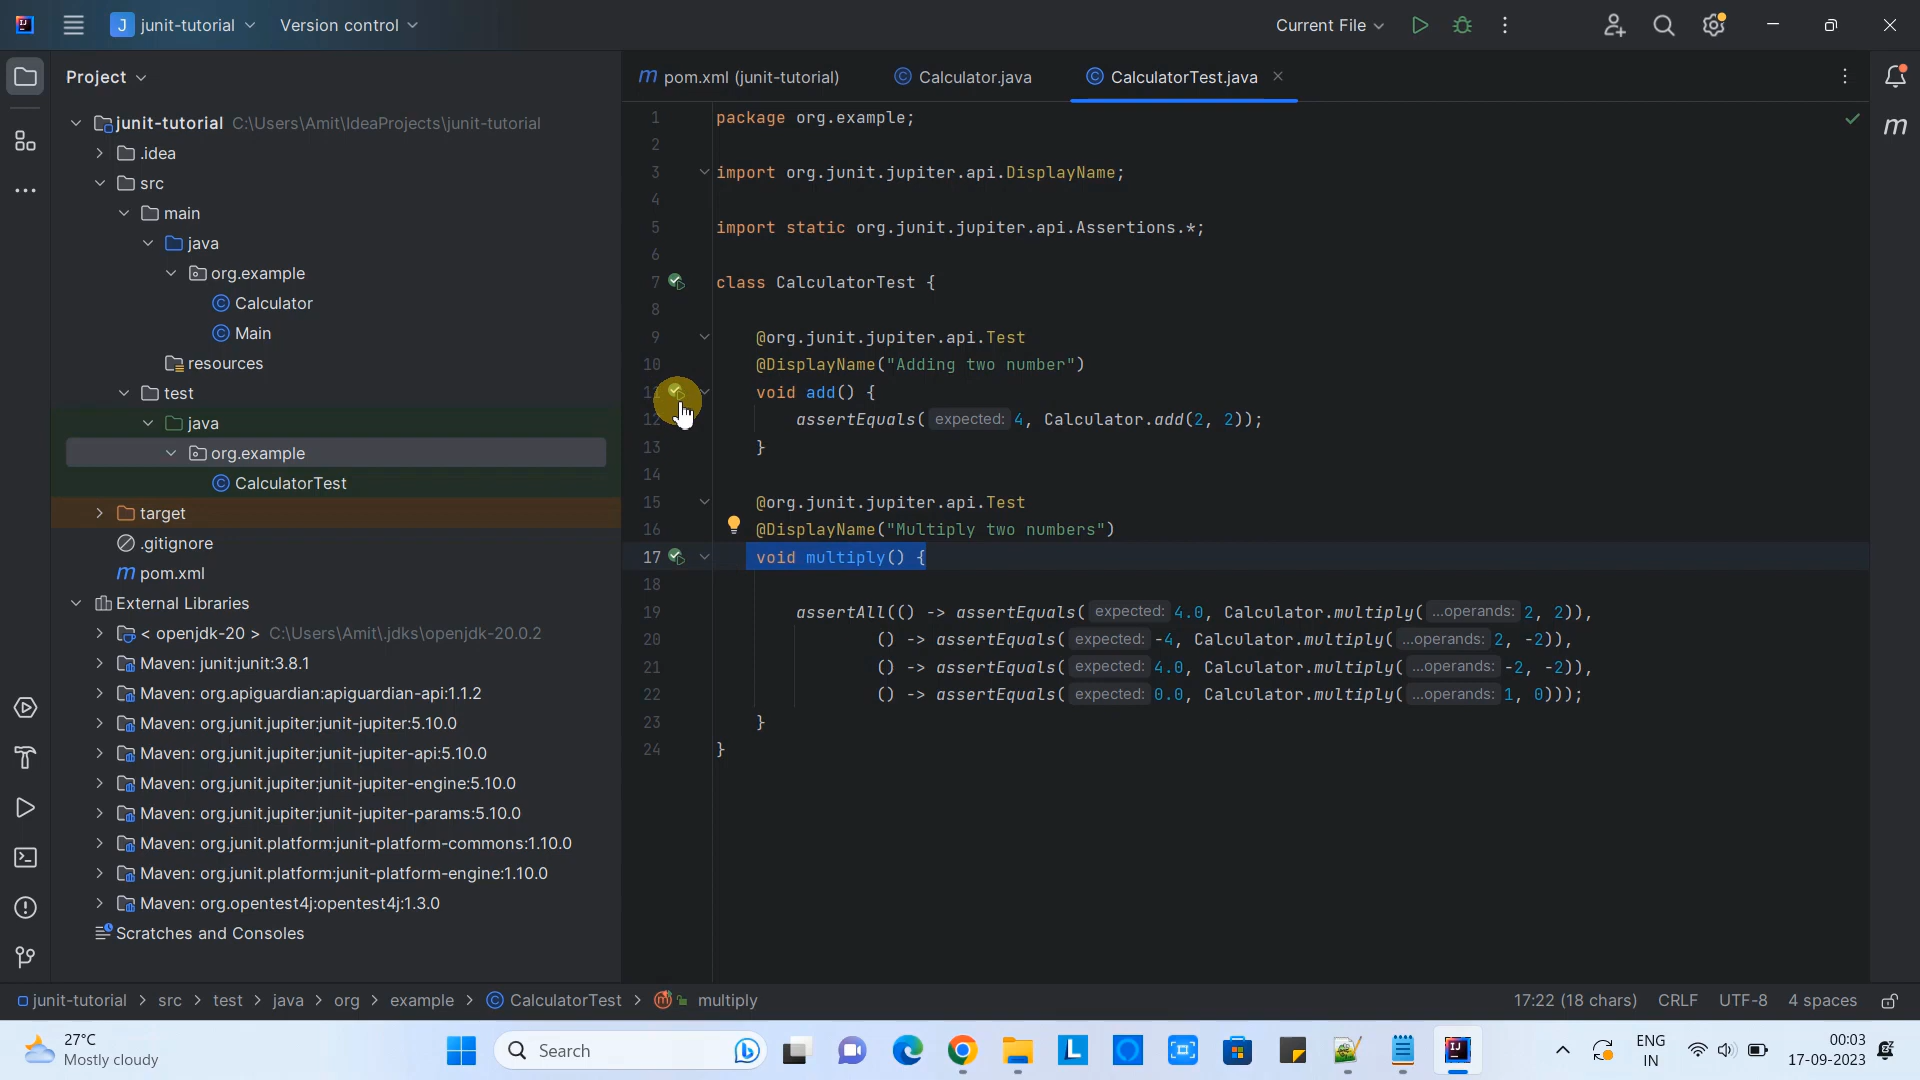 junit-tutorial Version control Current File
Project
pom.xml (junit-tutorial) Calculator.java CalculatorTest.java
junit-tutorial C:\Users\Amit\IdeaProjects\junit-tutorial
.idea
src
main
java
org.example
Calculator
Main
resources
test
java
org.example
CalculatorTest
target
.gitignore
pom.xml
External Libraries
< openjdk-20 > C:\Users\Amit\.jdks\openjdk-20.0.2
Maven: junit:junit:3.8.1
Maven: org.apiguardian:apiguardian-api:1.1.2
Maven: org.junit.jupiter:junit-jupiter:5.10.0
Maven: org.junit.jupiter:junit-jupiter-api:5.10.0
Maven: org.junit.jupiter:junit-jupiter-engine:5.10.0
Maven: org.junit.jupiter:junit-jupiter-params:5.10.0
Maven: org.junit.platform:junit-platform-commons:1.10.0
Maven: org.junit.platform:junit-platform-engine:1.10.0
Maven: org.opentest4j:opentest4j:1.3.0
Scratches and Consoles
1 package org.example;
2
3 import org.junit.jupiter.api.DisplayName;
4
5 import static org.junit.jupiter.api.Assertions.*;
6
7 class CalculatorTest {
8
9 @org.junit.jupiter.api.Test
10 @DisplayName("Adding two number")
11 void add() {
12 assertEquals( expected: 4, Calculator.add(2, 2));
13 }
14
15 @org.junit.jupiter.api.Test
16 @DisplayName("Multiply two numbers")
17 void multiply() {
18
19 assertAll(() -> assertEquals( expected: 4.0, Calculator.multiply( ...operands: 2, 2)),
20 () -> assertEquals( expected: -4, Calculator.multiply( ...operands: 2, -2)),
21 () -> assertEquals( expected: 4.0, Calculator.multiply( ...operands: -2, -2)),
22 () -> assertEquals( expected: 0.0, Calculator.multiply( ...operands: 1, 0)));
23 }
24 }
junit-tutorial > src > test > java > org > example > CalculatorTest > multiply 17:22 (18 chars) CRLF UTF-8 4 spaces
27°C
Mostly cloudy
Search
ENG
IN
00:03
17-09-2023